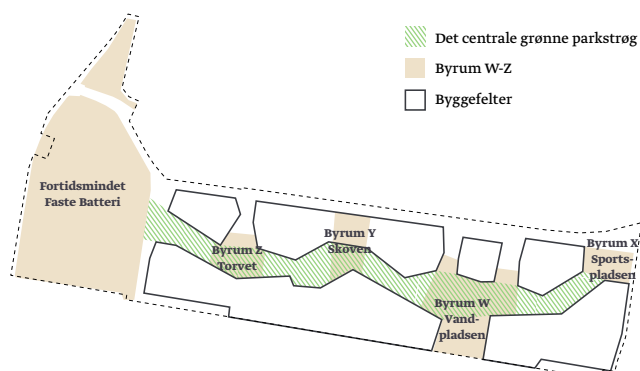 Det centrale grønne parkstrøg
Byrum W-Z
Byggefelter
Fortidsmindet
Faste Batteri
Byrum Z
Torvet
Byrum Y
Skoven
Byrum W
Vand-
pladsen
Byrum X
Sports-
pladsen